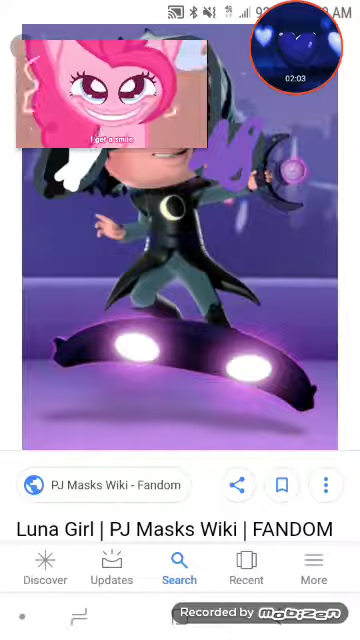 02:03
I get a smile
PJ Masks Wiki - Fandom
Luna Girl | PJ Masks Wiki | FANDOM
Discover
Updates
Search
Recent
More
Recorded by mobizen